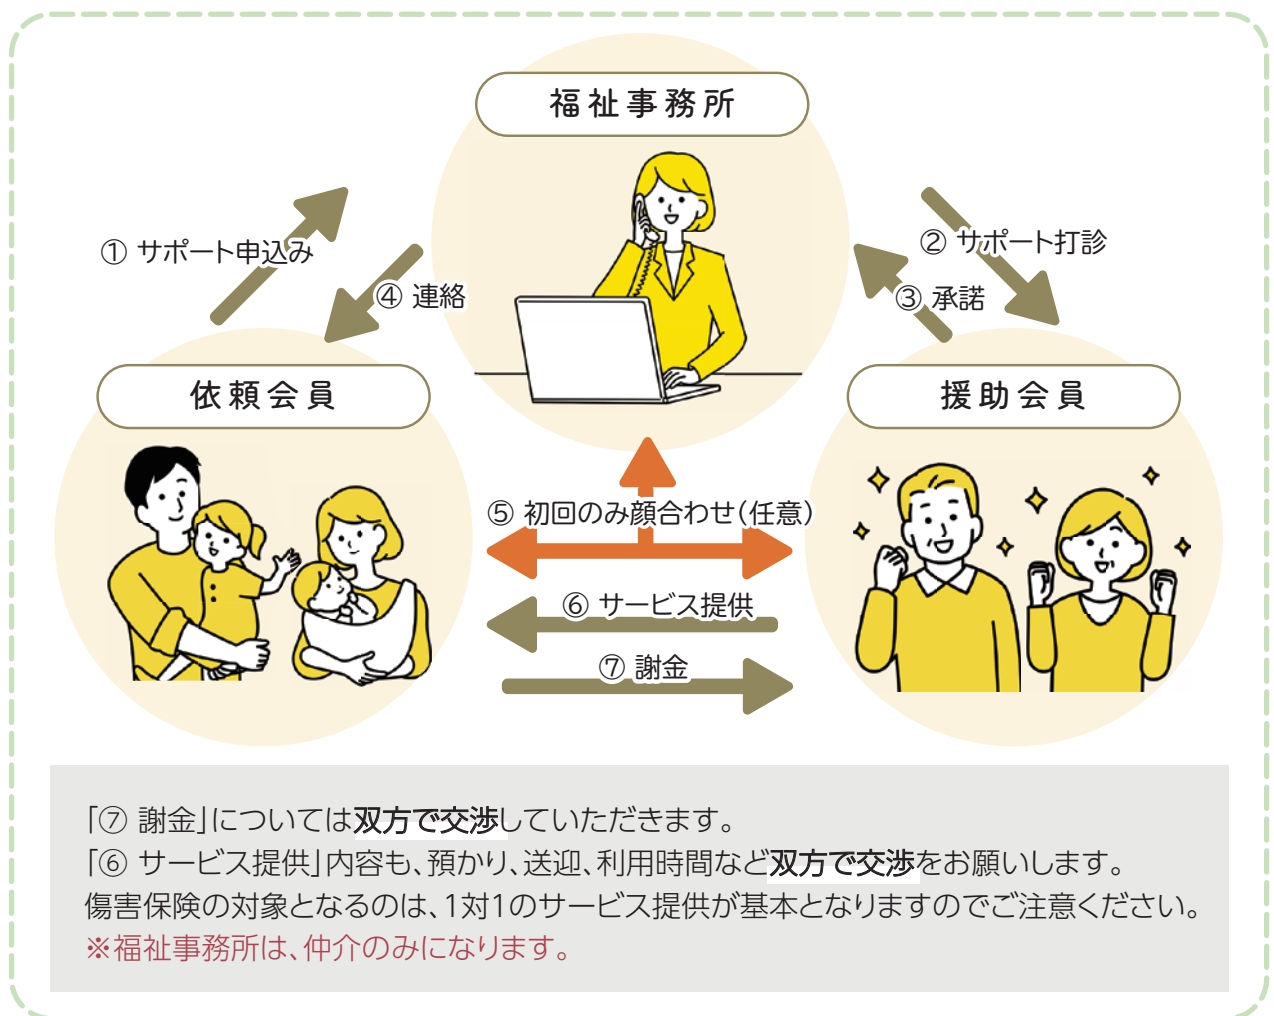 福祉事務所
① サポート申込み
② サポート打診
④ 連絡
③ 承諾
依頼会員
援助会員
⑤ 初回のみ顔合わせ(任意)
⑥ サービス提供
⑦ 謝金
「⑦ 謝金」については双方で交渉していただきます。
「⑥ サービス提供」内容も、預かり、送迎、利用時間など双方で交渉をお願いします。
傷害保険の対象となるのは、1対1のサービス提供が基本となりますのでご注意ください。
※福祉事務所は、仲介のみになります。